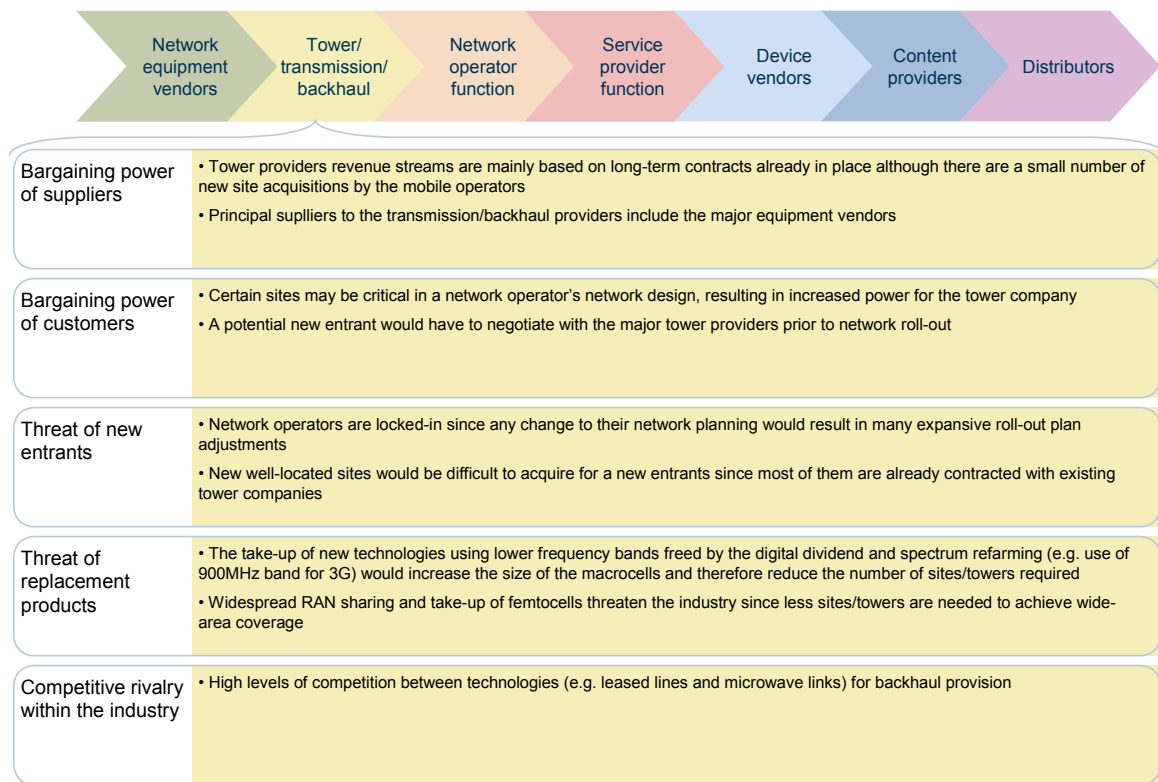 Network
equipment
vendors
Tower/
transmission/
backhaul
Network
operator
function
Service
provider
function
Device
vendors
Content
providers
Distributors
Bargaining power
of suppliers
• Tower providers revenue streams are mainly based on long-term contracts already in place although there are a small number of
new site acquisitions by the mobile operators
• Principal suplliers to the transmission/backhaul providers include the major equipment vendors
Bargaining power
of customers
• Certain sites may be critical in a network operator’s network design, resulting in increased power for the tower company
• A potential new entrant would have to negotiate with the major tower providers prior to network roll-out
Threat of new
entrants
• Network operators are locked-in since any change to their network planning would result in many expansive roll-out plan
adjustments
• New well-located sites would be difficult to acquire for a new entrants since most of them are already contracted with existing
tower companies
Threat of
replacement
products
• The take-up of new technologies using lower frequency bands freed by the digital dividend and spectrum refarming (e.g. use of
900MHz band for 3G) would increase the size of the macrocells and therefore reduce the number of sites/towers required
• Widespread RAN sharing and take-up of femtocells threaten the industry since less sites/towers are needed to achieve wide-
area coverage
Competitive rivalry
within the industry
• High levels of competition between technologies (e.g. leased lines and microwave links) for backhaul provision